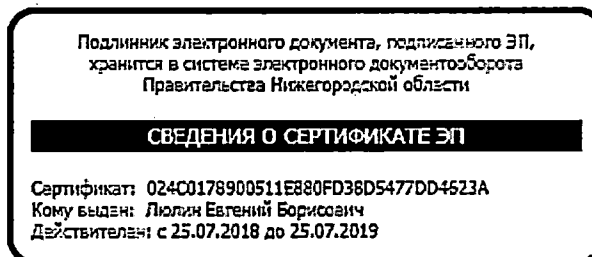 Подлинник электронного документа, подписанного ЭП,
хранится в системе электронного документооборота
Правительства Нижегородской области
СВЕДЕНИЯ О СЕРТИФИКАТЕ ЭП
Сертификат: 024C0178900511E880FD38D5477DD4623A
Кому выдан: Люлин Евгений Борисович
Действителен: с 25.07.2018 до 25.07.2019